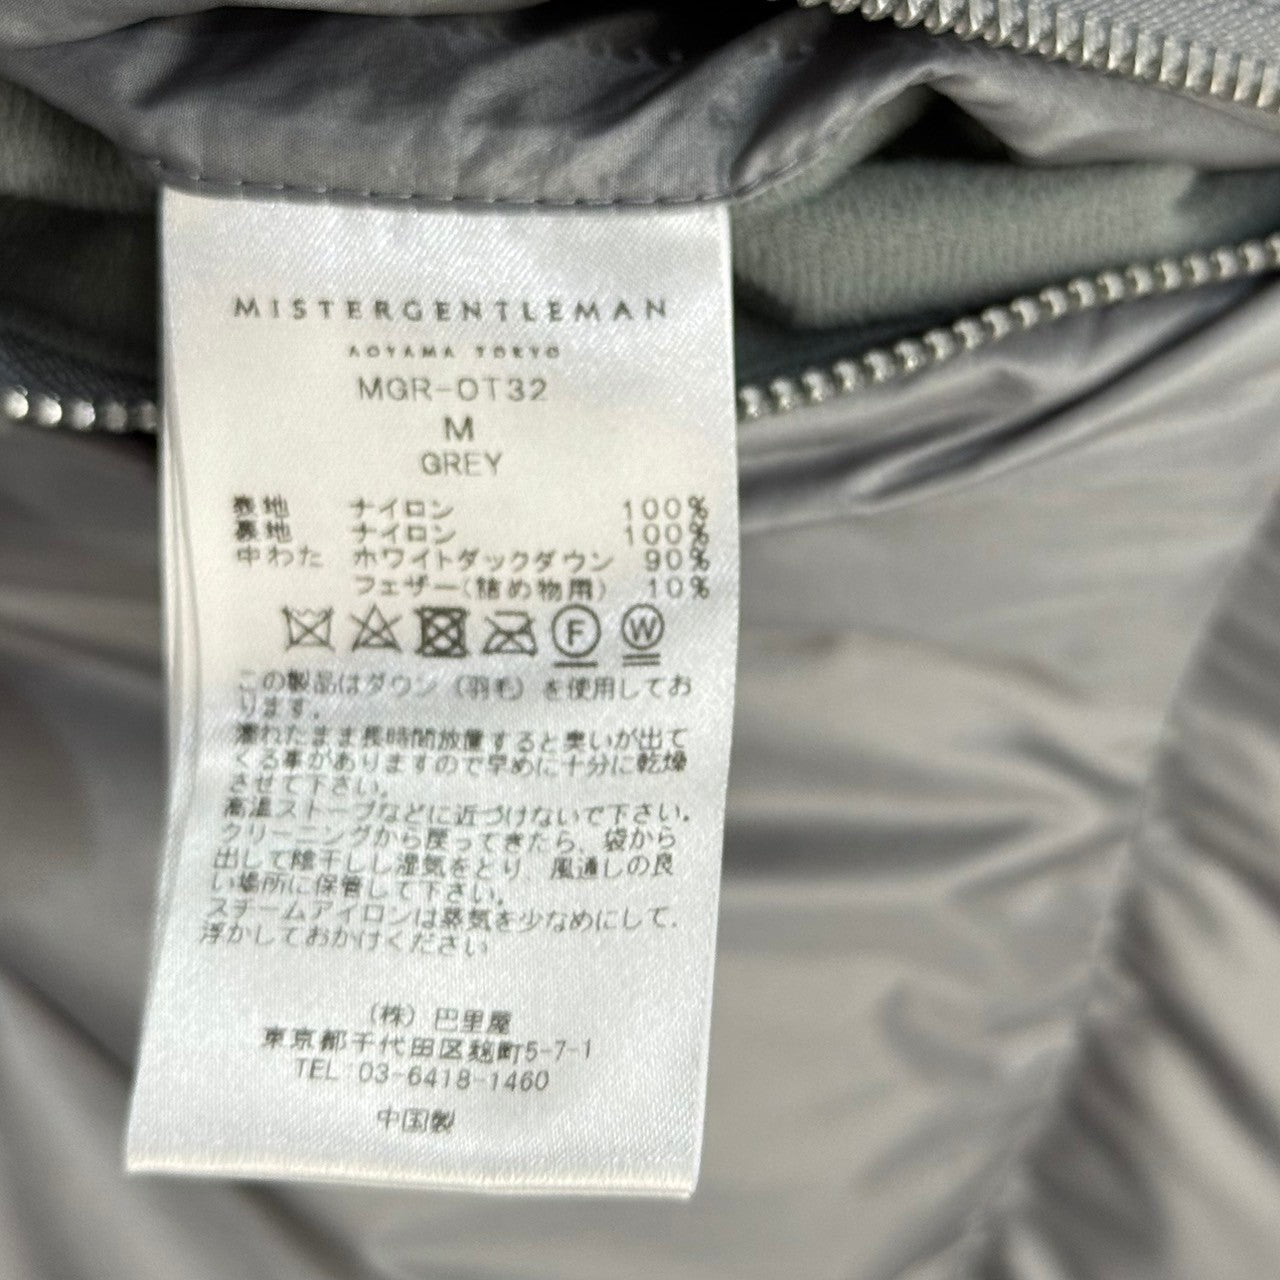 MISTERGENTLEMAN
AOYAMA TOKYO
MGR-OT32
M
GREY
表地 ナイロン 100%
裏地 ナイロン 100%
中わた ホワイトダックダウン 90%
フェザー(詰め物用) 10%
F W
この製品はダウン(羽毛)を使用してお
ります。
濡れたまま長時間放置すると臭いが出て
くる事がありますので早めに十分に乾燥
させて下さい。
高温ストーブなどに近づけないで下さい。
クリーニングから戻ってきたら、袋から
出して陰干しし湿気をとり、風通しの良
い場所に保管して下さい。
スチームアイロンは蒸気を少なめにして、
浮かしておかけください
(株) 巴里屋
東京都千代田区麹町5-7-1
TEL:03-6418-1460
中国製